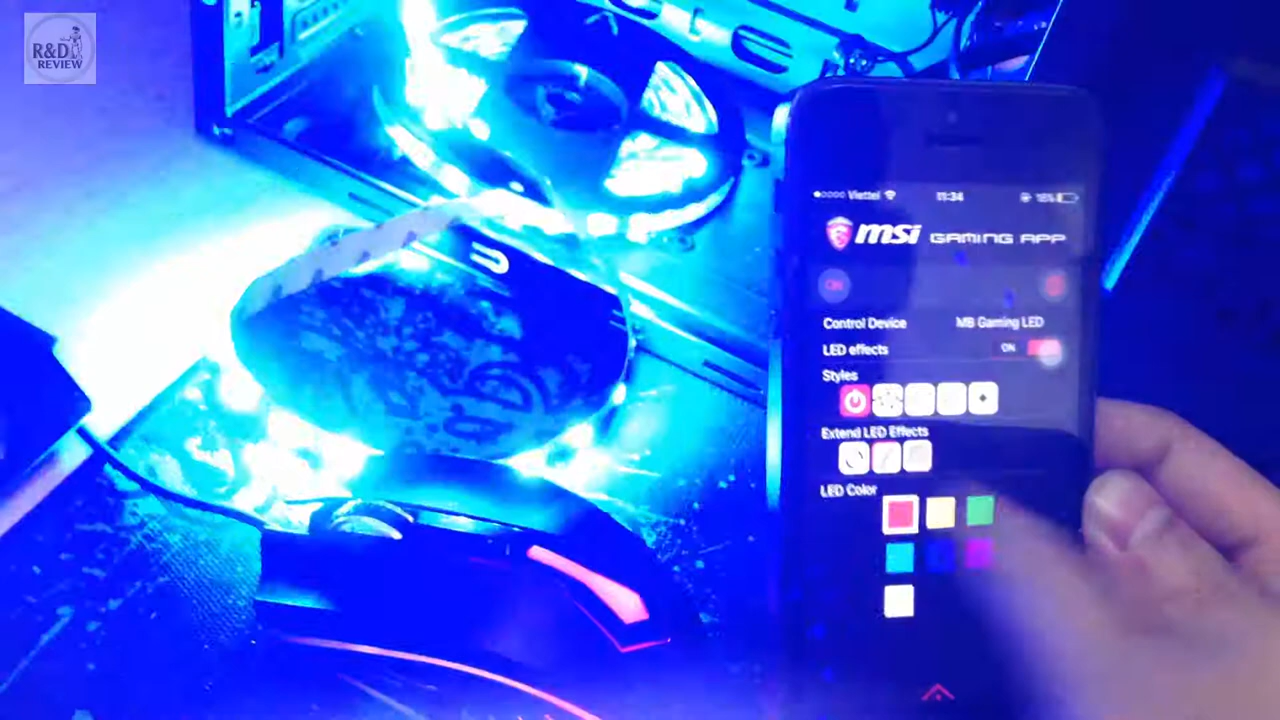 R&D
REVIEW
Viettel 11:34
msi GAMING APP
Control Device MB Gaming LED
LED effects ON
Styles
Extend LED Effects
LED Color